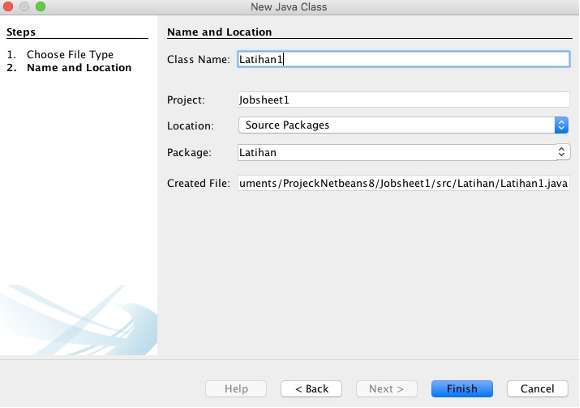 New Java Class
Steps
1. Choose File Type
2. Name and Location
Name and Location
Class Name: Latihan1
Project: Jobsheet1
Location: Source Packages
Package: Latihan
Created File: uments/ProjeckNetbeans8/Jobsheet1/src/Latihan/Latihan1.java
Help < Back Next > Finish Cancel